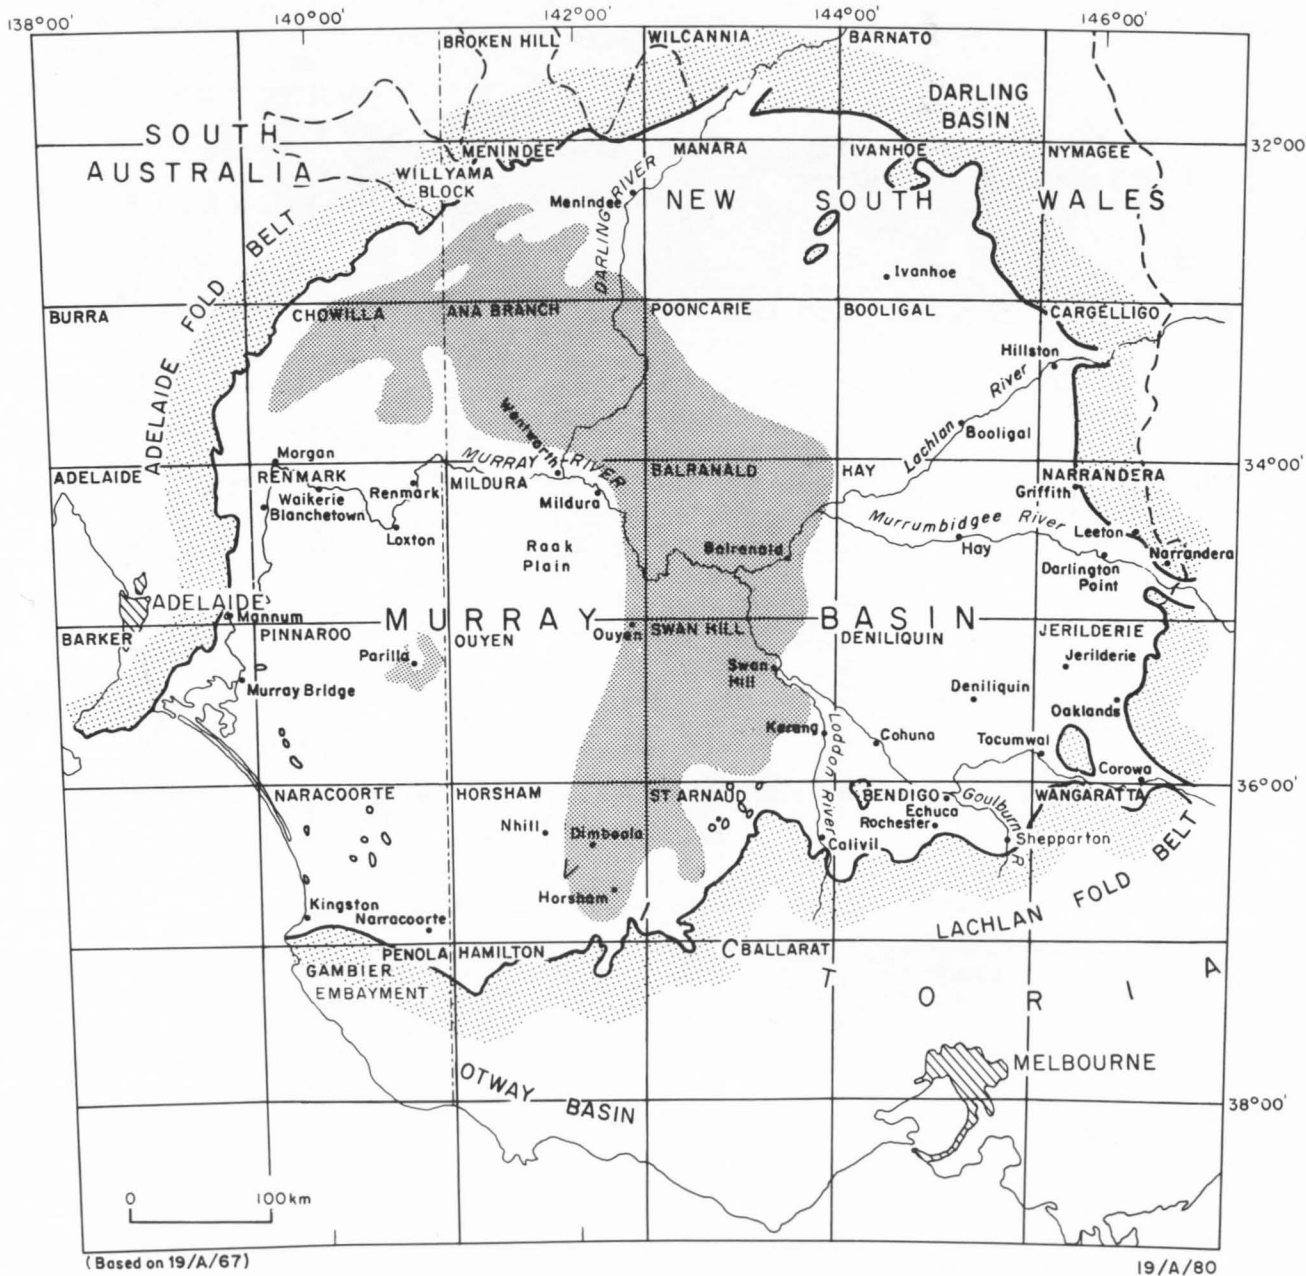 138°00'
140°00'
142°00'
144°00'
146°00'
BROKEN HILL
WILCANNIA
BARNATO
DARLING
BASIN
SOUTH
AUSTRALIA
MENINDEE
MANARA
IVANHOE
NYMAGEE
32°00'
WILLYAMA
BLOCK
Menindee
DARLING RIVER
NEW SOUTH WALES
ADELAIDE FOLD BELT
Ivanhoe
BURRA
CHOWILLA
ANA BRANCH
POONCARIE
BOOLIGAL
CARGELLIGO
Hillston
Lachlan River
Booligal
Wentworth
Morgan
MURRAY RIVER
ADELAIDE
RENMARK
Renmark
MILDURA
BALRANALD
HAY
NARRANDERA
34°00'
Waikerie
Blanchetown
Mildura
Griffith
Loxton
Raak
Plain
Murrumbidgee River
Leeton
Balranald
Hay
Narrandera
Darlington
Point
ADELAIDE
Mannum
MURRAY BASIN
BARKER
PINNAROO
OUYEN
Ouyen
SWAN HILL
DENILIQUIN
JERILDERIE
Parilla
Swan
Hill
Jerilderie
Murray Bridge
Deniliquin
Oaklands
Kerang
Loddon River
Cohuna
Tocumwal
Corowa
36°00'
NARACOORTE
HORSHAM
ST ARNAUD
BENDIGO
Echuca
Goulburn R
WANGARATTA
Nhill
Dimboola
Rochester
Calivil
Shepparton
Horsham
LACHLAN FOLD BELT
Kingston
Narracoorte
PENOLA
HAMILTON
BALLARAT
V I C T O R I A
GAMBIER
EMBAYMENT
OTWAY BASIN
MELBOURNE
38°00'
0 100km
(Based on 19/A/67)
19/A/80